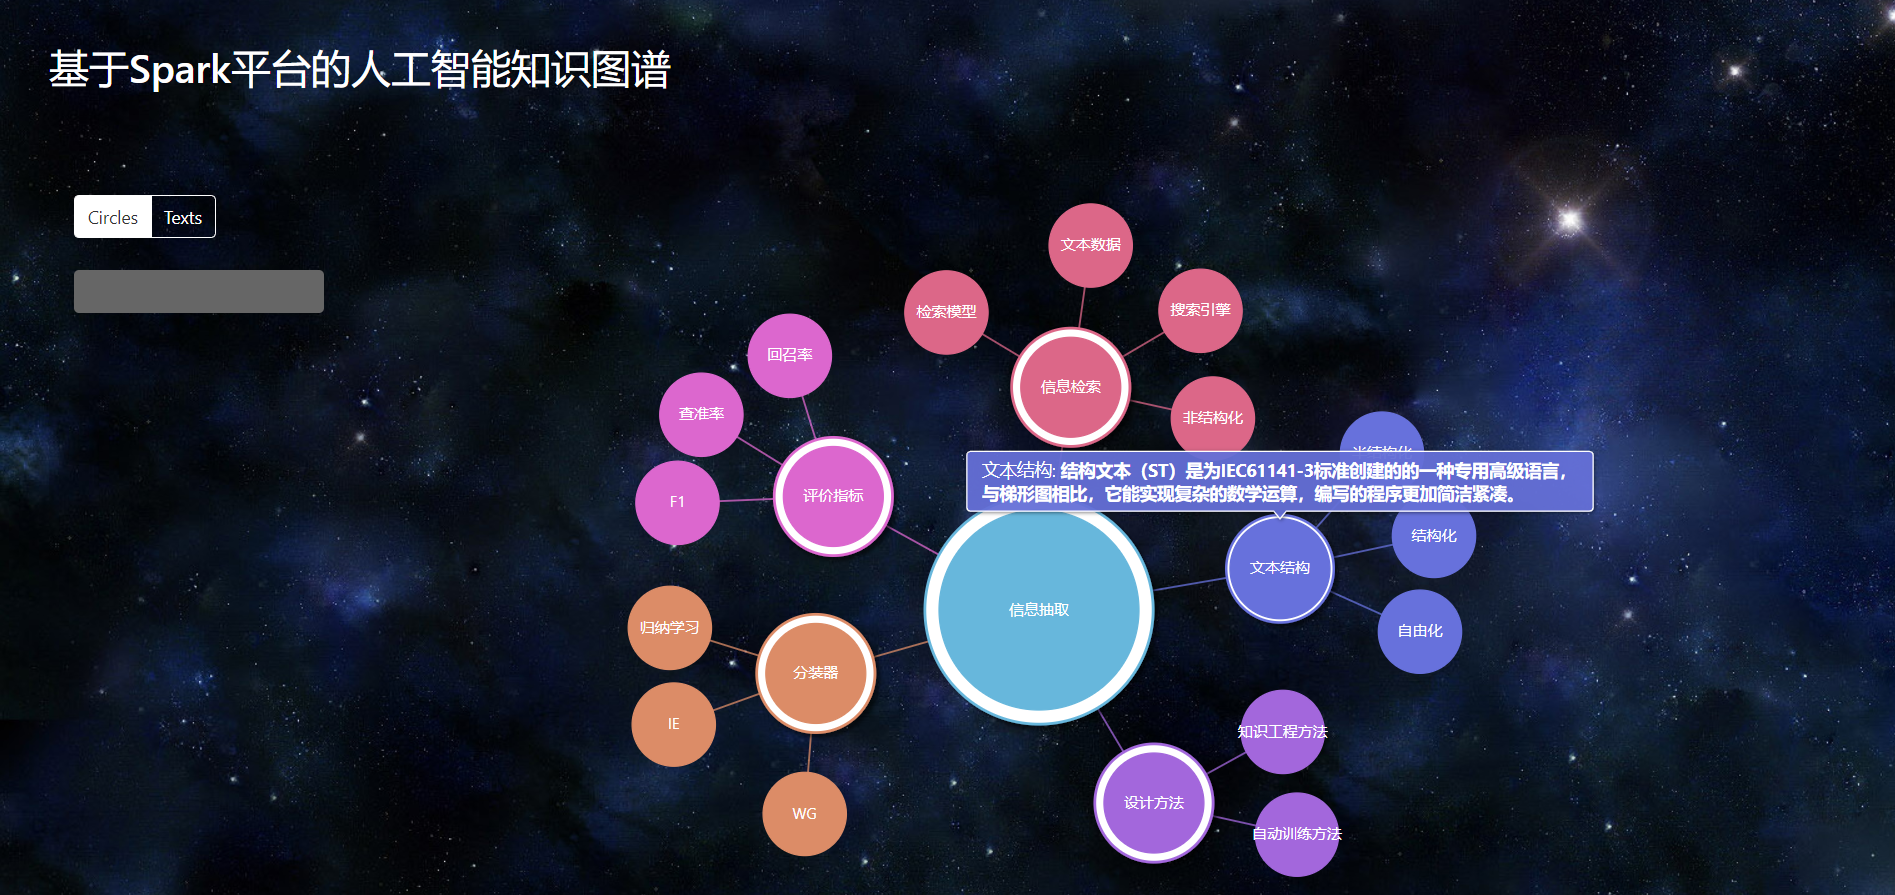 基于Spark平台的人工智能知识图谱
Circles
Texts
文本数据
检索模型
搜索引擎
信息检索
非结构化
回召率
查准率
F1
评价指标
文本结构: 结构文本（ST）是为IEC61141-3标准创建的的一种专用高级语言，
与梯形图相比，它能实现复杂的数学运算，编写的程序更加简洁紧凑。
结构化
文本结构
自由化
信息抽取
归纳学习
分装器
IE
WG
知识工程方法
设计方法
自动训练方法